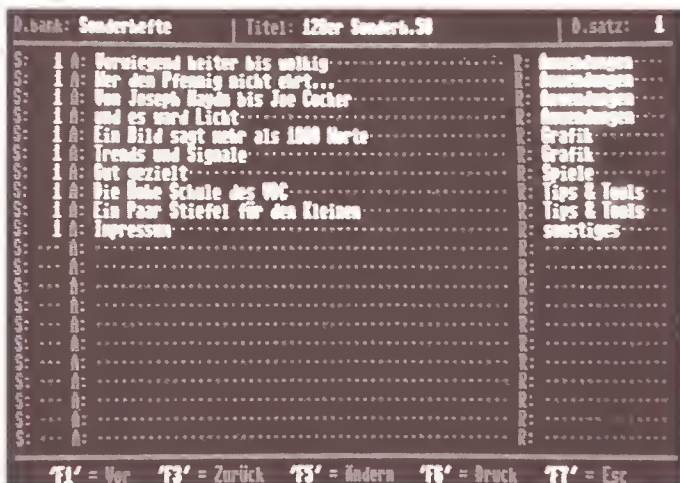 D.bank: Sonderhefte | Titel: 128er Sonderh.50 | D.satz: 1
S: 1 A: Vorwiegend heiter bis wolkig R: Anwendungen
S: 1 A: Wer den Pfennig nicht ehrt... R: Anwendungen
S: 1 A: Von Joseph Haydn bis Joe Cocker R: Anwendungen
S: 1 A: und es ward Licht R: Anwendungen
S: 1 A: Ein Bild sagt mehr als 1000 Worte R: Grafik
S: 1 A: Trends und Signale R: Grafik
S: 1 A: Gut gezielt R: Spiele
S: 1 A: Die Hohe Schule des VDC R: Tips & Tools
S: 1 A: Ein Paar Stiefel für den Kleinen R: Tips & Tools
S: 1 A: Impressum R: sonstiges
S: A: R:
S: A: R:
S: A: R:
S: A: R:
S: A: R:
S: A: R:
S: A: R:
S: A: R:
S: A: R:
S: A: R:
S: A: R:
"F1" = Vor "F3" = Zurück "F5" = Ändern "F6" = Druck "F7" = Esc